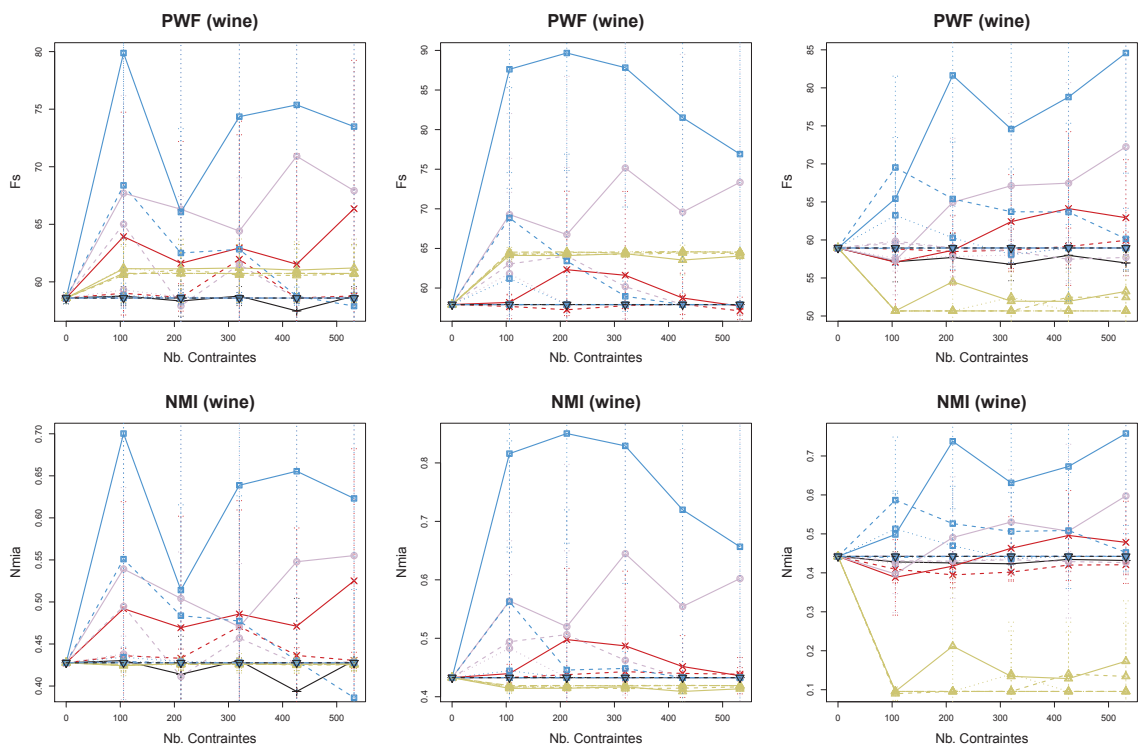 PWF (wine)
80
75
70
65
60
Fs
0 100 200 300 400 500
Nb. Contraintes
PWF (wine)
90
85
80
75
70
65
60
Fs
0 100 200 300 400 500
Nb. Contraintes
PWF (wine)
85
80
75
70
65
60
55
50
Fs
0 100 200 300 400 500
Nb. Contraintes
NMI (wine)
0.70
0.65
0.60
0.55
0.50
0.45
0.40
Nmia
0 100 200 300 400 500
Nb. Contraintes
NMI (wine)
0.8
0.7
0.6
0.5
0.4
Nmia
0 100 200 300 400 500
Nb. Contraintes
NMI (wine)
0.7
0.6
0.5
0.4
0.3
0.2
0.1
Nmia
0 100 200 300 400 500
Nb. Contraintes